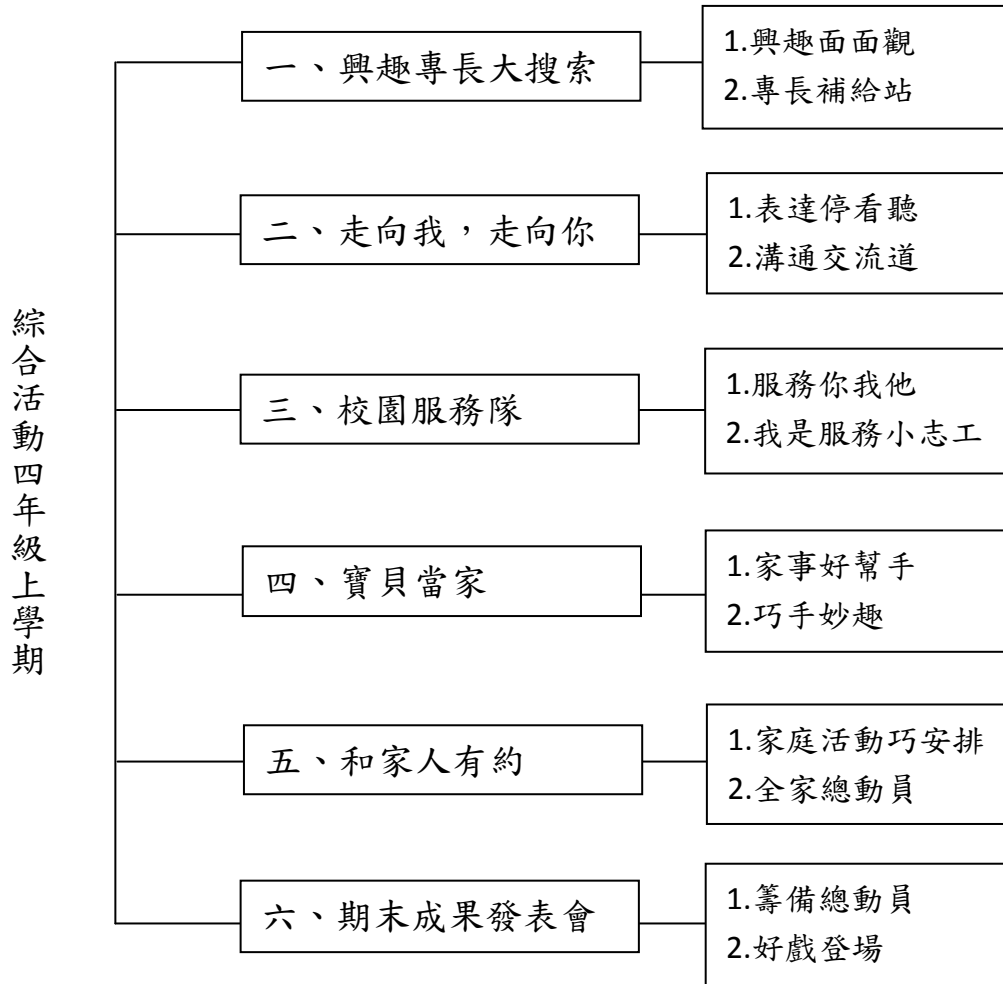 綜合活動四年級上學期
一、興趣專長大搜索
1.興趣面面觀
2.專長補給站
二、走向我，走向你
1.表達停看聽
2.溝通交流道
三、校園服務隊
1.服務你我他
2.我是服務小志工
四、寶貝當家
1.家事好幫手
2.巧手妙趣
五、和家人有約
1.家庭活動巧安排
2.全家總動員
六、期末成果發表會
1.籌備總動員
2.好戲登場